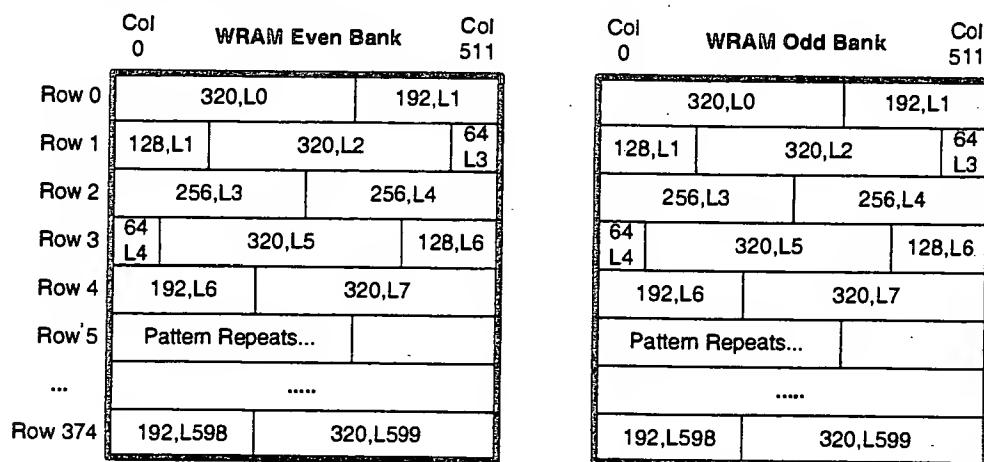 Col 0 WRAM Even Bank Col 511
Row 0 320,L0 192,L1
Row 1 128,L1 320,L2 64 L3
Row 2 256,L3 256,L4
Row 3 64 L4 320,L5 128,L6
Row 4 192,L6 320,L7
Row 5 Pattern Repeats...
... .....
Row 374 192,L598 320,L599
Col 0 WRAM Odd Bank Col 511
320,L0 192,L1
128,L1 320,L2 64 L3
256,L3 256,L4
64 L4 320,L5 128,L6
192,L6 320,L7
Pattern Repeats...
.....
192,L598 320,L599